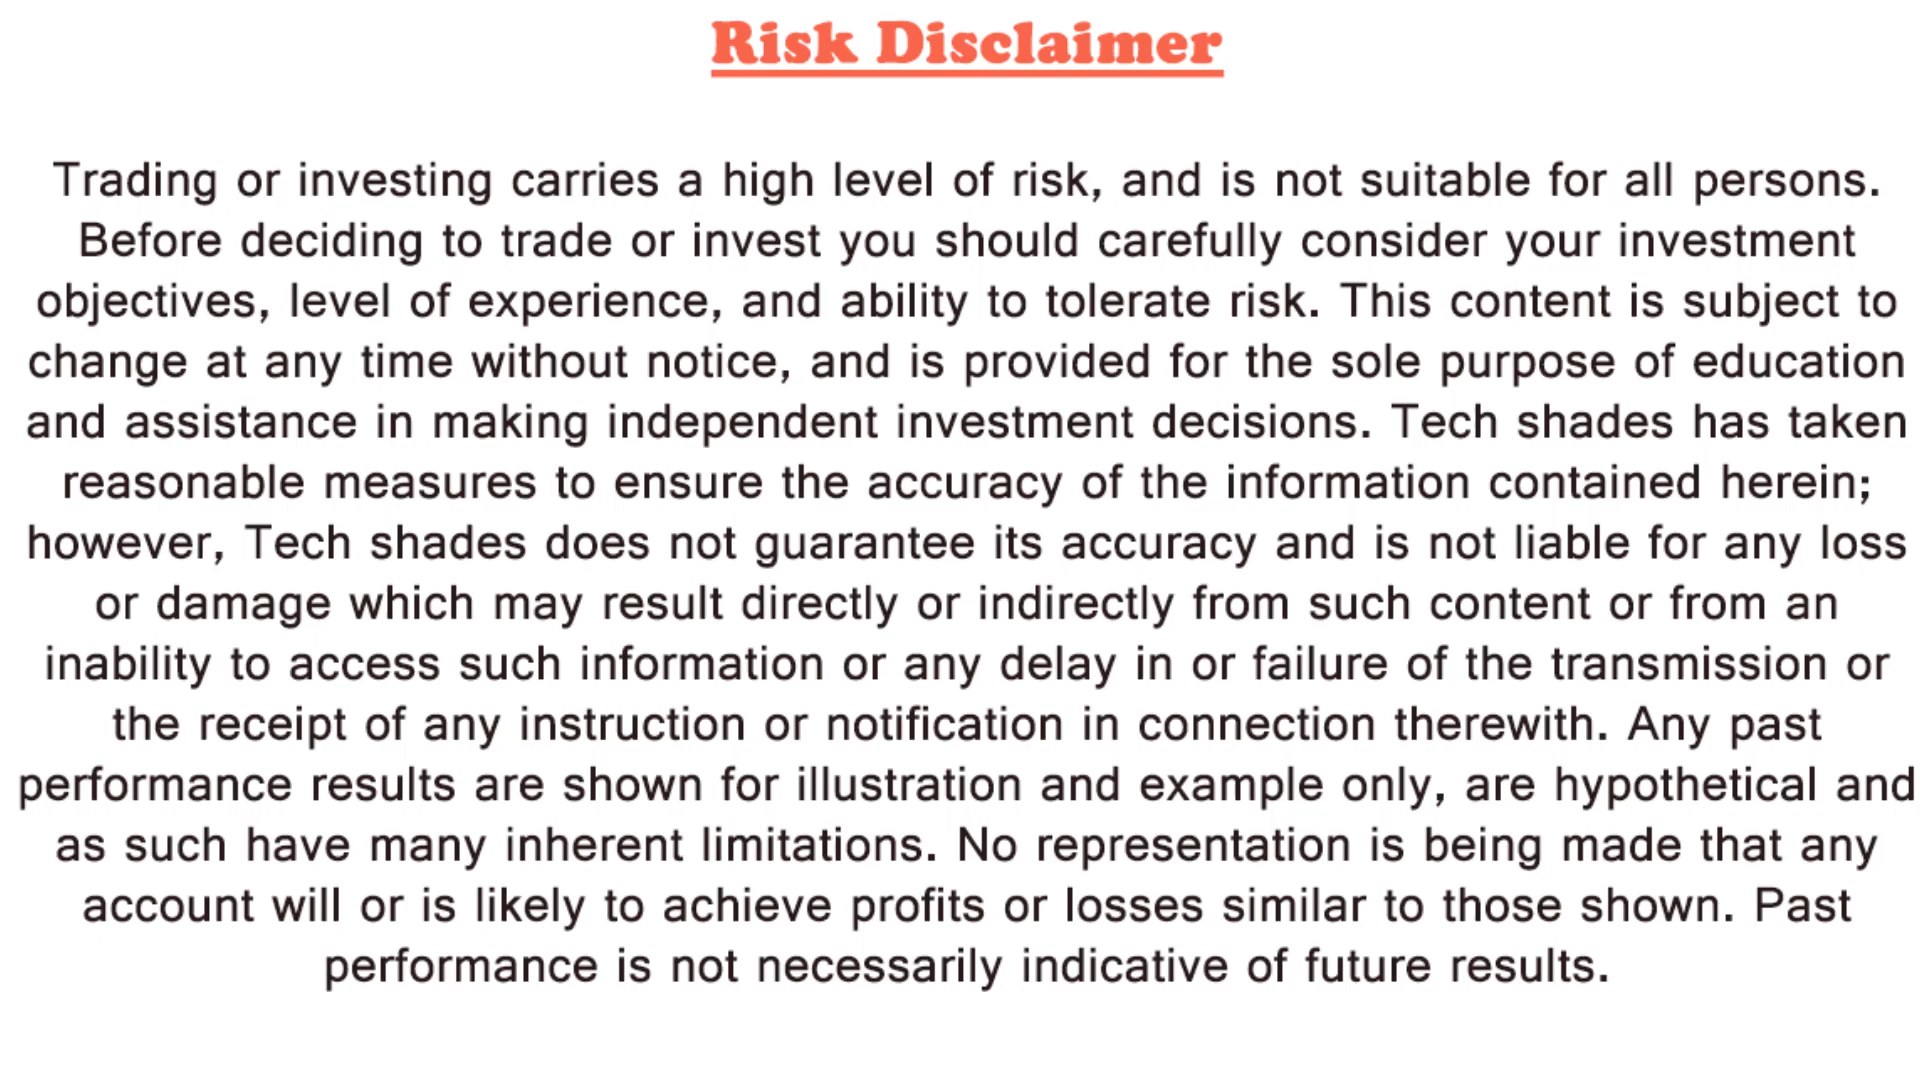 Risk Disclaimer
Trading or investing carries a high level of risk, and is not suitable for all persons.
Before deciding to trade or invest you should carefully consider your investment
objectives, level of experience, and ability to tolerate risk. This content is subject to
change at any time without notice, and is provided for the sole purpose of education
and assistance in making independent investment decisions. Tech shades has taken
reasonable measures to ensure the accuracy of the information contained herein;
however, Tech shades does not guarantee its accuracy and is not liable for any loss
or damage which may result directly or indirectly from such content or from an
inability to access such information or any delay in or failure of the transmission or
the receipt of any instruction or notification in connection therewith. Any past
performance results are shown for illustration and example only, are hypothetical and
as such have many inherent limitations. No representation is being made that any
account will or is likely to achieve profits or losses similar to those shown. Past
performance is not necessarily indicative of future results.